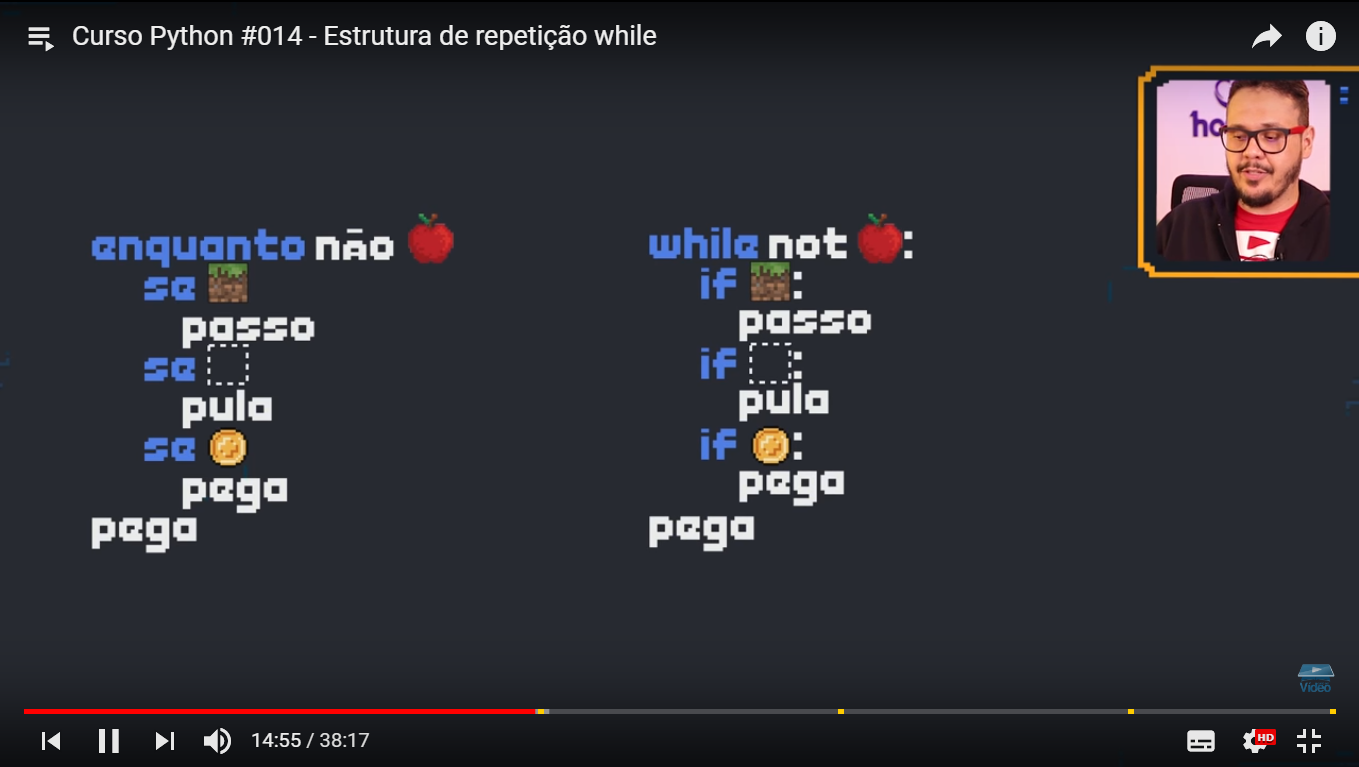 Curso Python #014 - Estrutura de repetição while
enquanto não
se
passo
se
pula
se
pega
pega
while not :
if :
passo
if :
pula
if :
pega
pega
Vídeo
14:55 / 38:17
HD